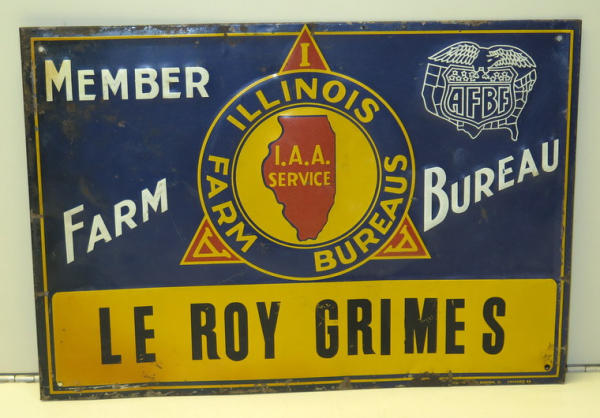 MEMBER
FARM BUREAU
I
A
A
ILLINOIS
FARM BUREAUS
I.A.A.
SERVICE
AFBF
LE ROY GRIMES